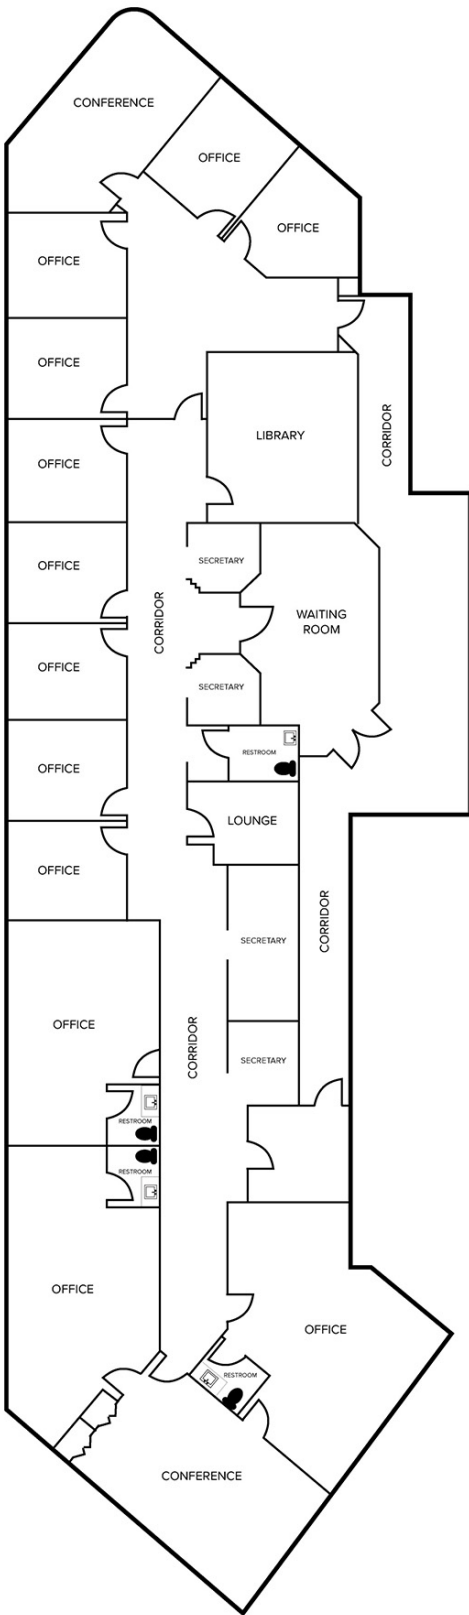 CONFERENCE
OFFICE
OFFICE
OFFICE
OFFICE
CORRIDOR
LIBRARY
OFFICE
SECRETARY
OFFICE
WAITING
ROOM
CORRIDOR
OFFICE
SECRETARY
RESTROOM
OFFICE
LOUNGE
OFFICE
CORRIDOR
SECRETARY
OFFICE
CORRIDOR
SECRETARY
RESTROOM
RESTROOM
OFFICE
OFFICE
RESTROOM
CONFERENCE